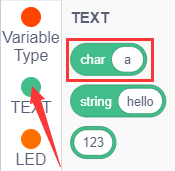 Variable
Type
TEXT
LED
TEXT
char a
string hello
123